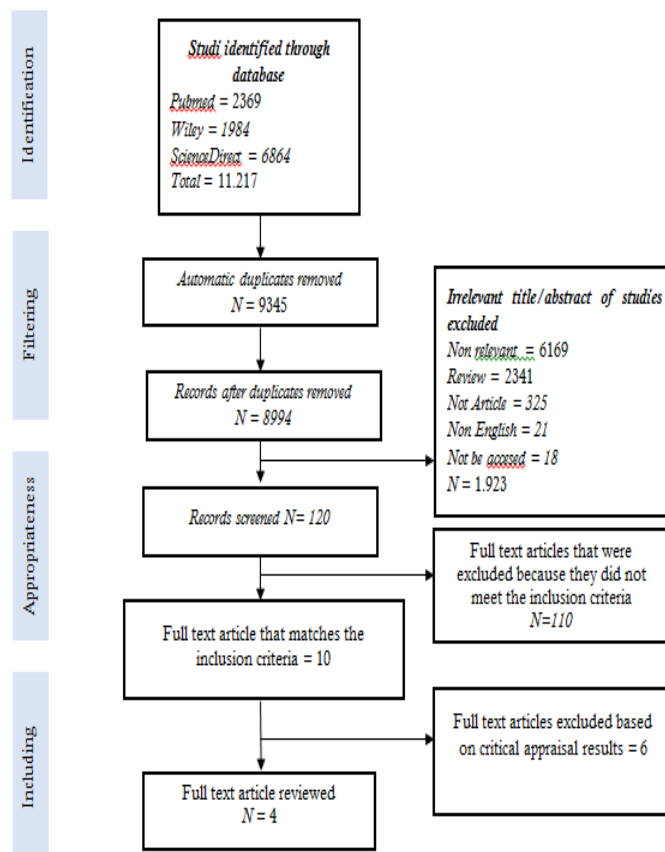 Identification
Studi identified through
database
Pubmed = 2369
Wiley = 1984
ScienceDirect = 6864
Total = 11.217
Filtering
Automatic duplicates removed
N = 9345
Records after duplicates removed
N = 8994
Irrelevant title/abstract of studies
excluded
Non relevant = 6169
Review = 2341
Not Article = 325
Non English = 21
Not be accesed = 18
N = 1.923
Appropriateness
Records screened N= 120
Full text articles that were
excluded because they did not
meet the inclusion criteria
N=110
Full text article that matches the
inclusion criteria = 10
Including
Full text articles excluded based
on critical appraisal results = 6
Full text article reviewed
N = 4